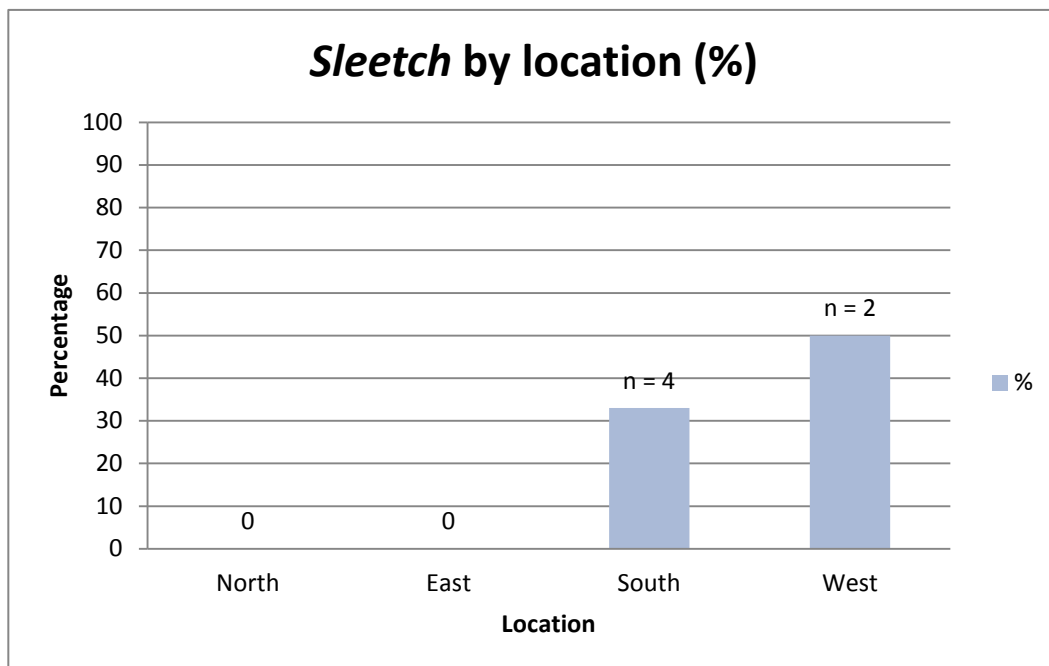 Sleetch by location (%)
100
90
80
70
60
50
40
30
20
10
0
Percentage
0
0
n = 4
n = 2
North East South West
Location
%